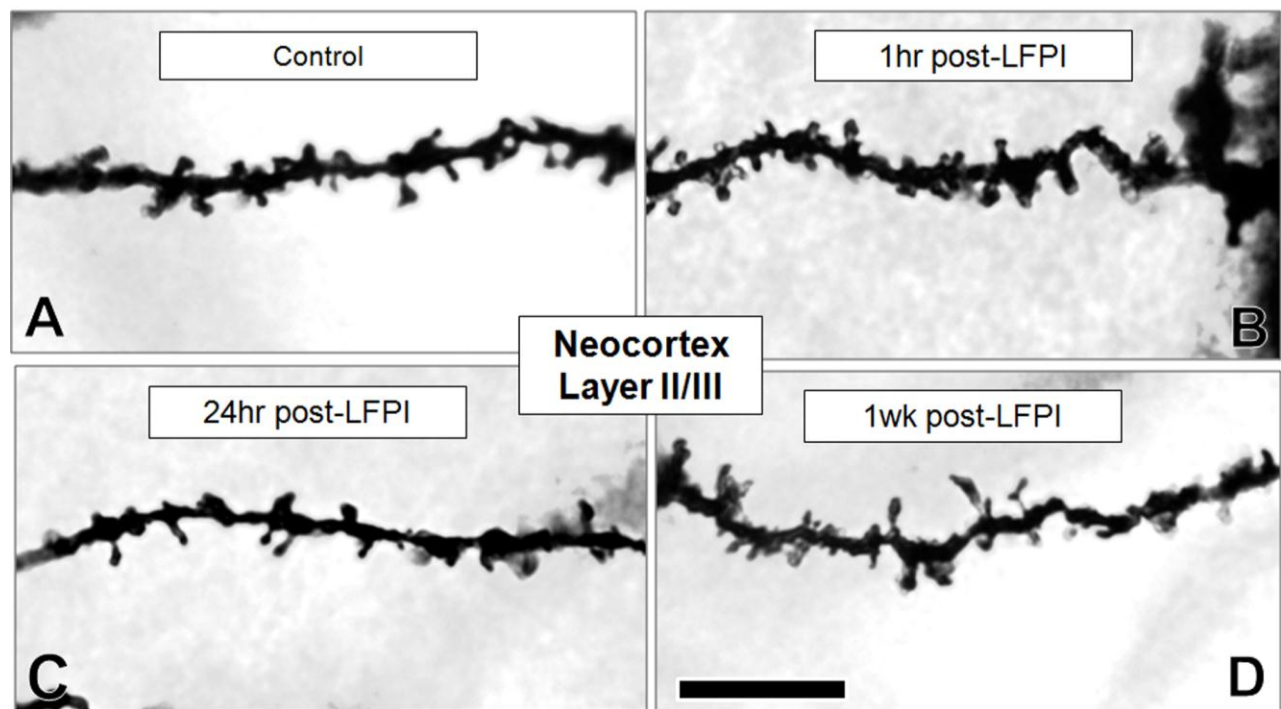 Control
1hr post-LFPI
A
B
Neocortex
Layer II/III
24hr post-LFPI
1wk post-LFPI
C
D